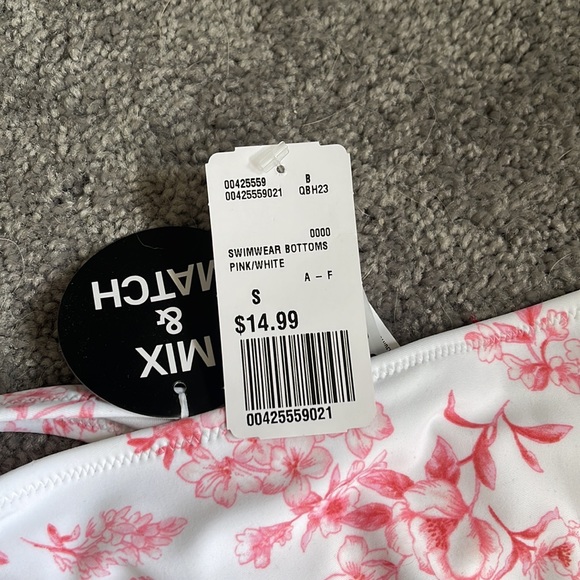 00425559 B
00425559021 QBH23
0000
SWIMWEAR BOTTOMS
PINK/WHITE
A - F
S
$14.99
00425559021
MIX
&
MATCH